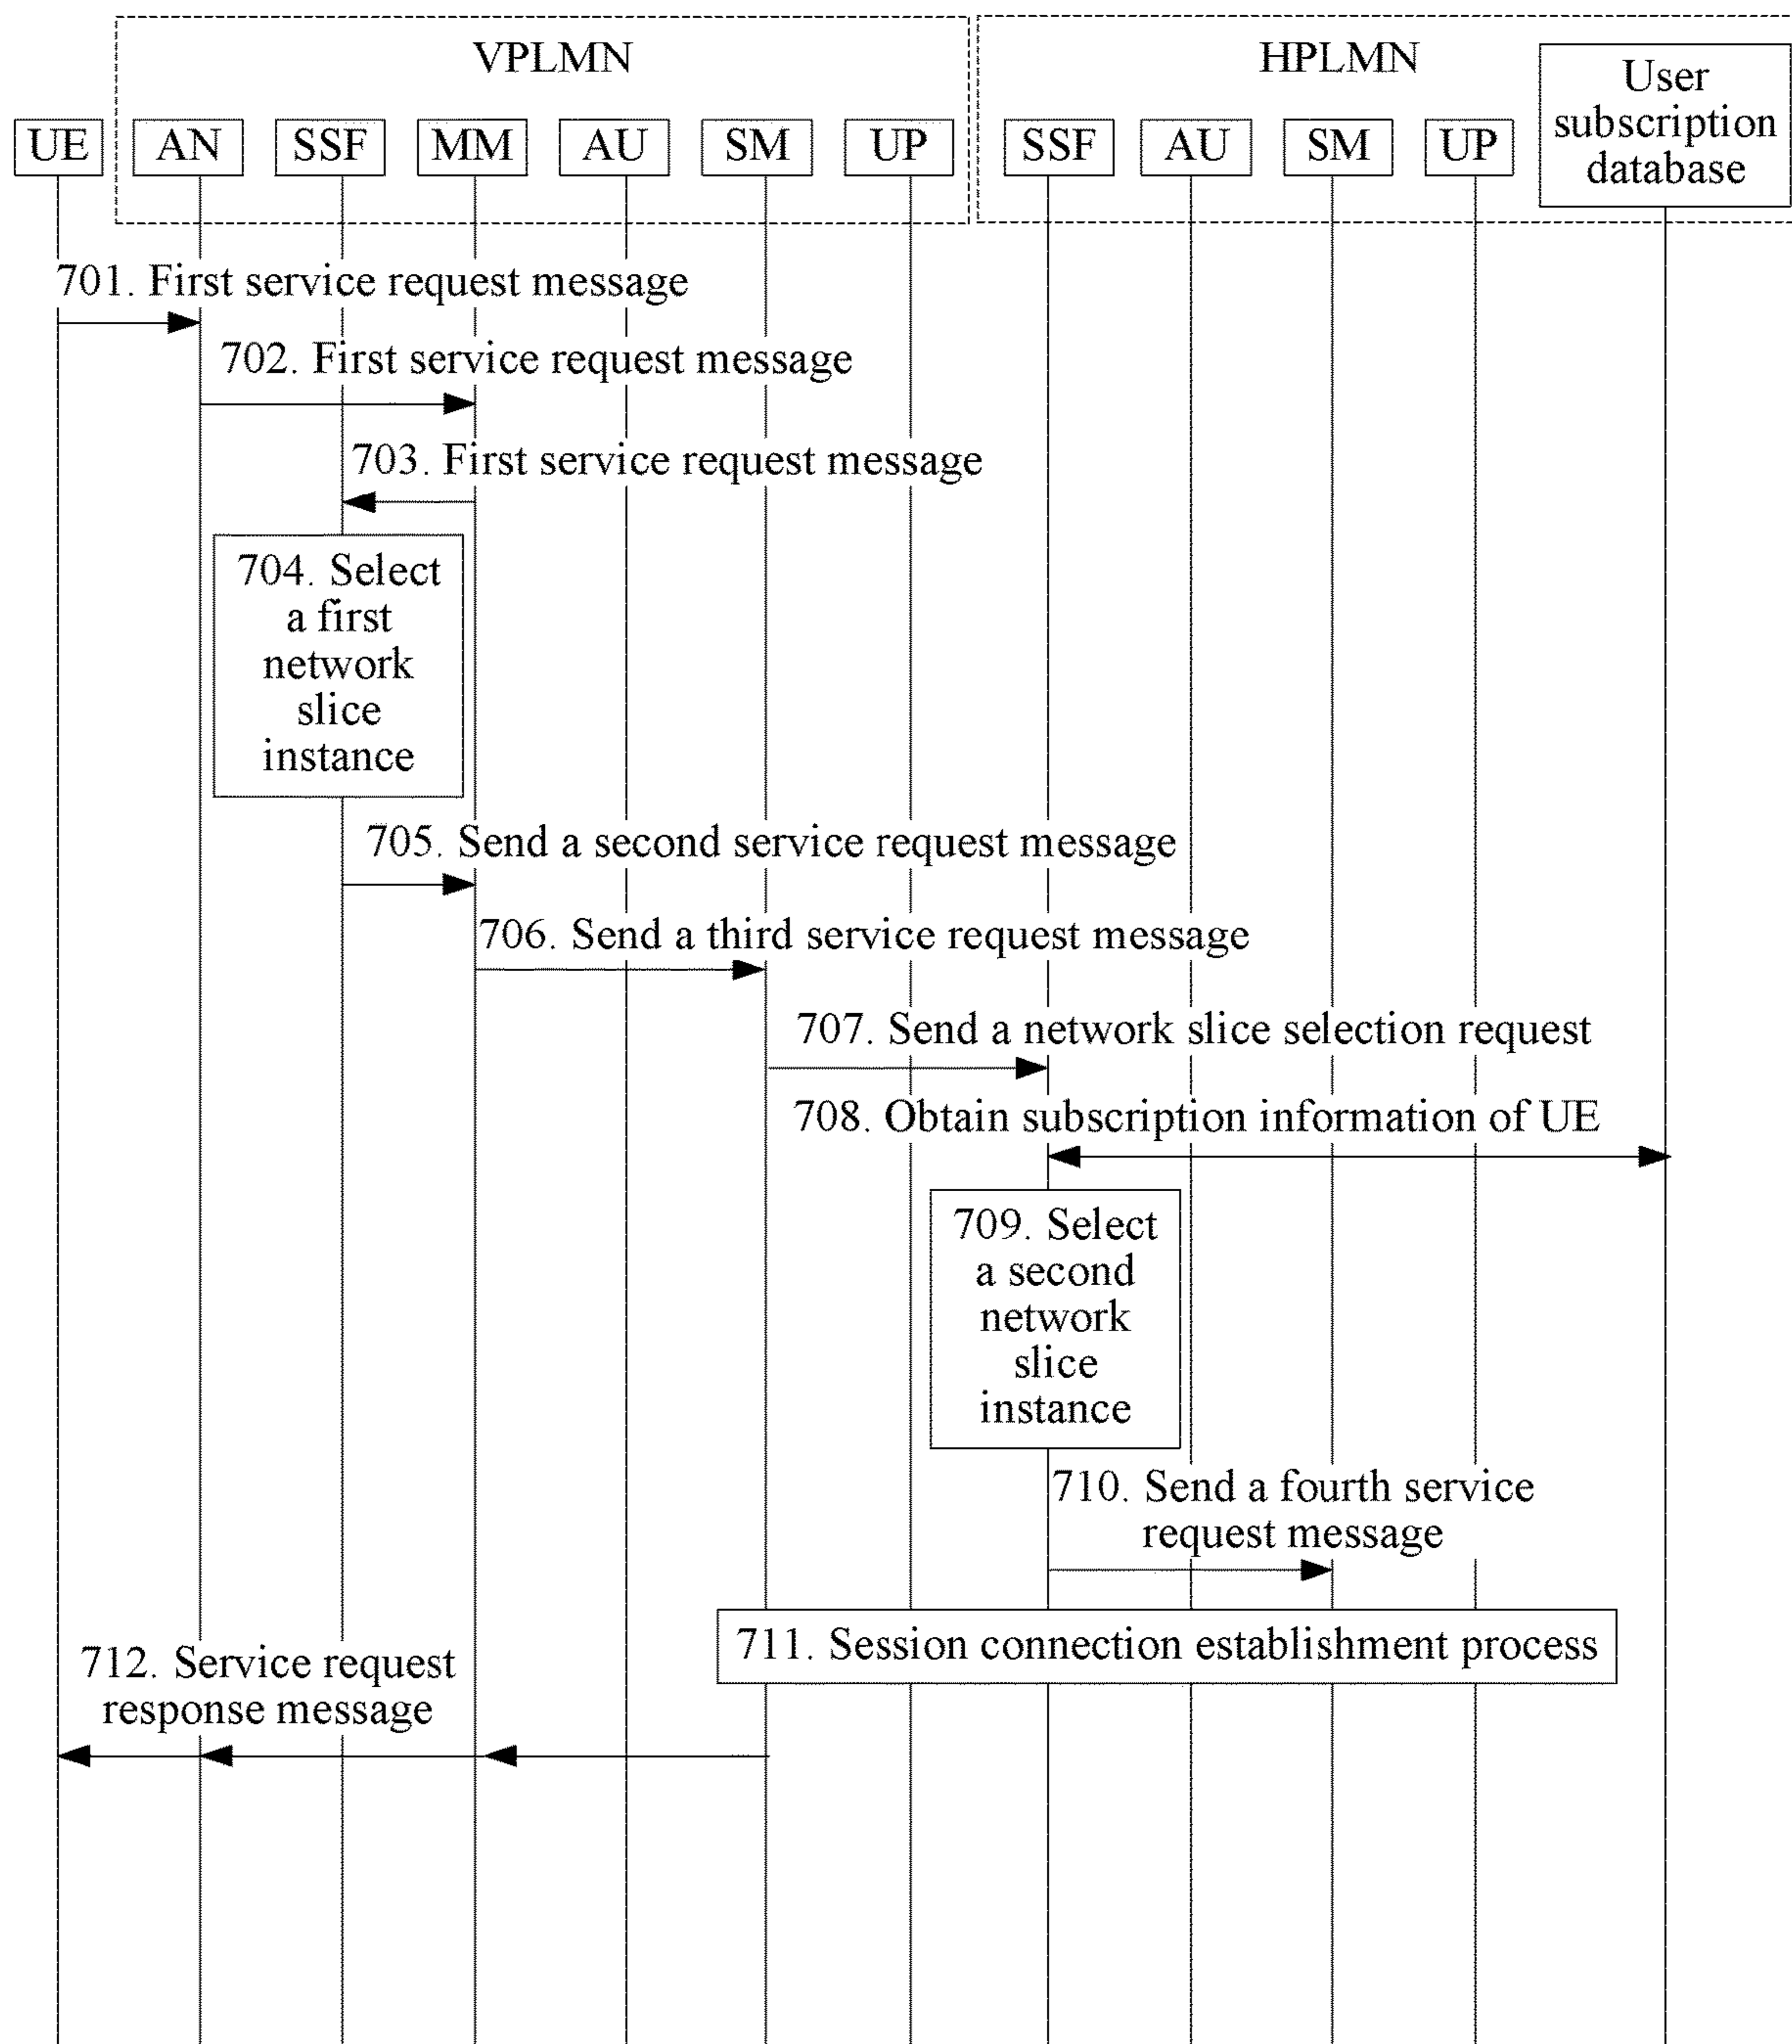 VPLMN
HPLMN
User
subscription
database
UE
AN
SSF
MM
AU
SM
UP
SSF
AU
SM
UP
701. First service request message
702. First service request message
703. First service request message
704. Select
a first
network
slice
instance
705. Send a second service request message
706. Send a third service request message
707. Send a network slice selection request
708. Obtain subscription information of UE
709. Select
a second
network
slice
instance
710. Send a fourth service
request message
711. Session connection establishment process
712. Service request
response message